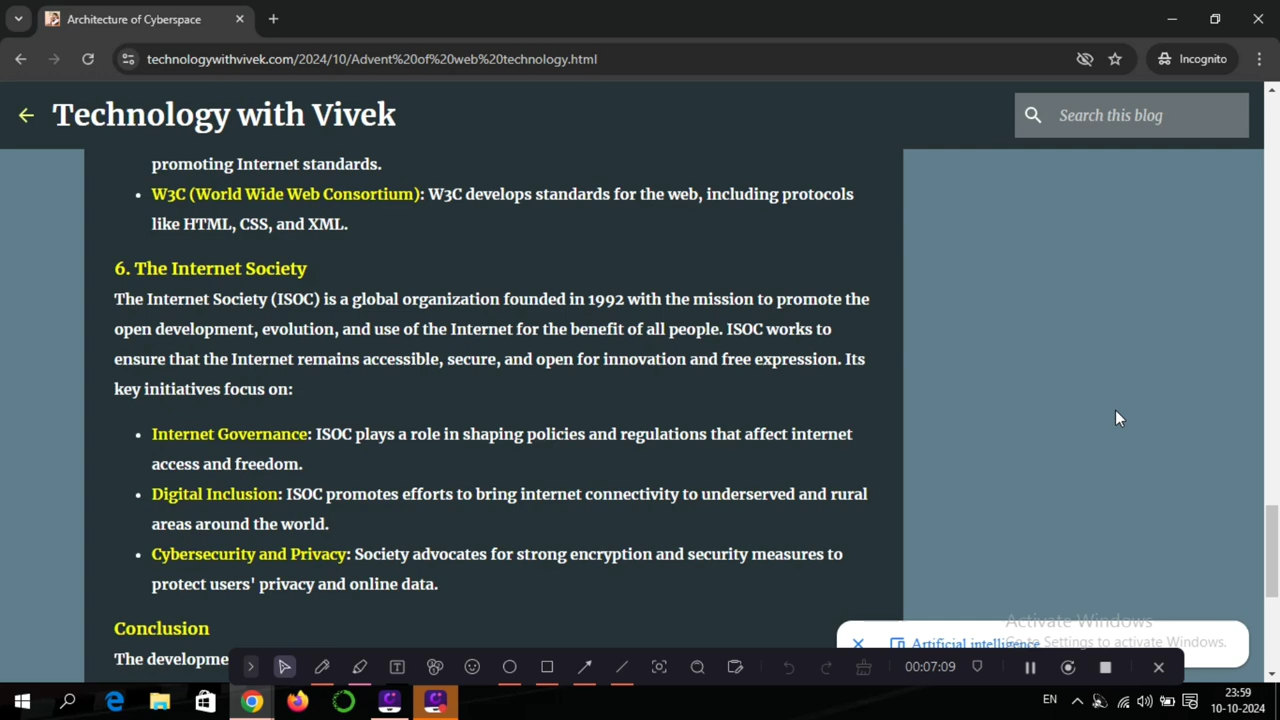 Architecture of Cyberspace
technologywithvivek.com/2024/10/Advent%20of%20web%20technology.html
Incognito
Technology with Vivek
Search this blog
promoting Internet standards.
• W3C (World Wide Web Consortium): W3C develops standards for the web, including protocols
like HTML, CSS, and XML.
6. The Internet Society
The Internet Society (ISOC) is a global organization founded in 1992 with the mission to promote the
open development, evolution, and use of the Internet for the benefit of all people. ISOC works to
ensure that the Internet remains accessible, secure, and open for innovation and free expression. Its
key initiatives focus on:
• Internet Governance: ISOC plays a role in shaping policies and regulations that affect internet
access and freedom.
• Digital Inclusion: ISOC promotes efforts to bring internet connectivity to underserved and rural
areas around the world.
• Cybersecurity and Privacy: Society advocates for strong encryption and security measures to
protect users' privacy and online data.
Conclusion
The developme
Activate Windows
Artificial intelligence
Go to Settings to activate Windows.
00:07:09
EN
23:59
10-10-2024